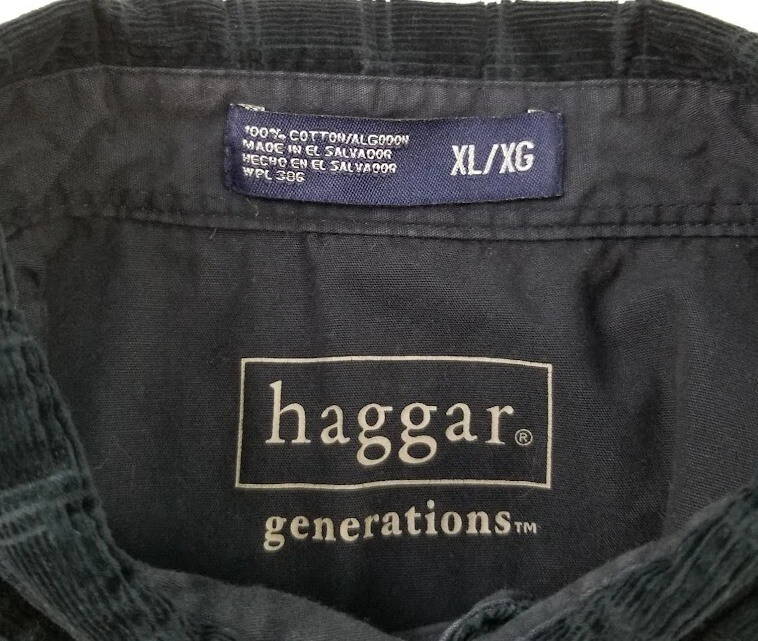 100% COTTON/ALGODON
MADE IN EL SALVADOR
HECHO EN EL SALVADOR
WPL 386
XL/XG
haggar®
generations™